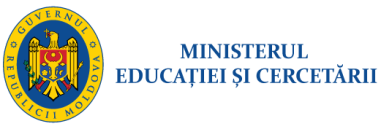 GUVERNUL
REPUBLICII MOLDOVA
MINISTERUL
EDUCAȚIEI ȘI CERCETĂRII